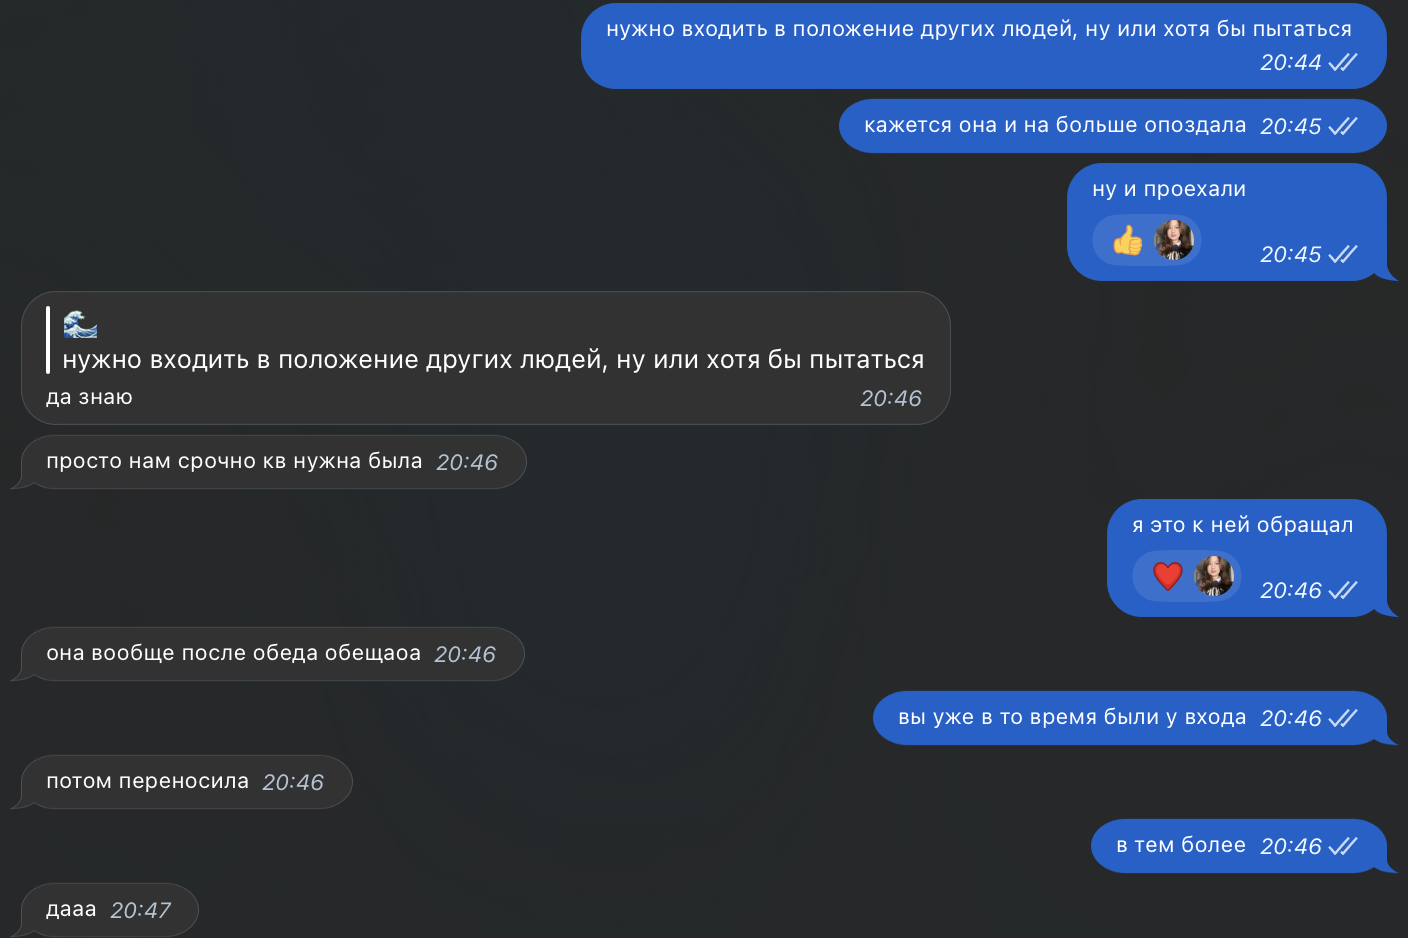 нужно входить в положение других людей, ну или хотя бы пытаться
20:44
кажется она и на больше опоздала 20:45
ну и проехали
20:45
нужно входить в положение других людей, ну или хотя бы пытаться
да знаю 20:46
просто нам срочно кв нужна была 20:46
я это к ней обращал
20:46
она вообще после обеда обещаоа 20:46
вы уже в то время были у входа 20:46
потом переносила 20:46
в тем более 20:46
дааа 20:47